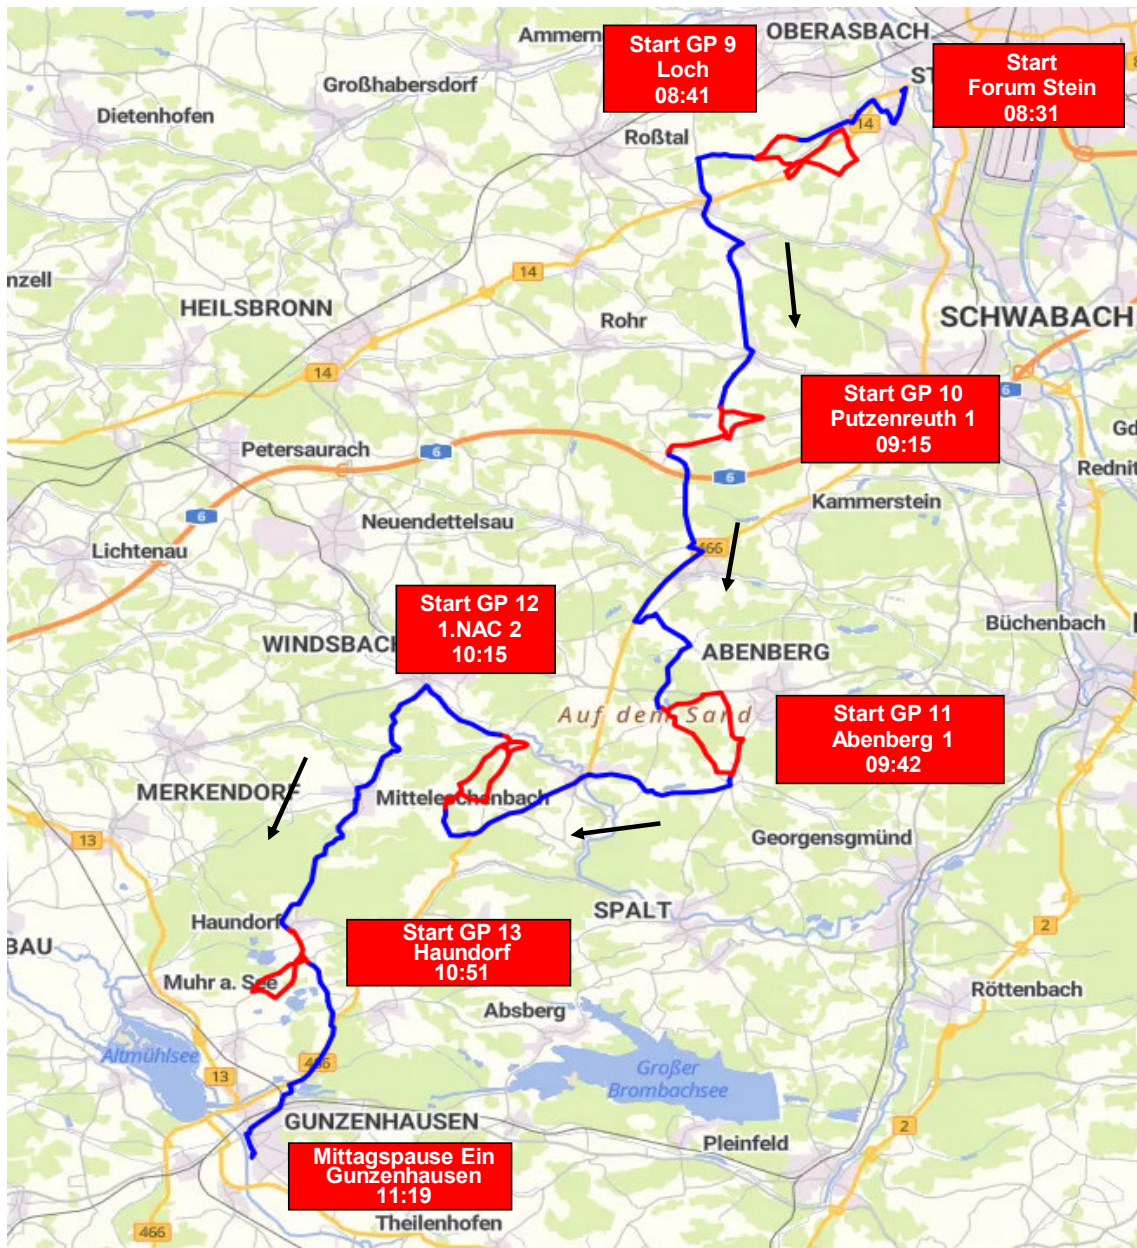 Ammern
Start GP 9
Loch
08:41
OBERASBACH
ST
Start
Forum Stein
08:31
Großhabersdorf
Dietenhofen
Roßtal
14
nzell
14
HEILSBRONN
Rohr
SCHWABACH
14
6
Start GP 10
Putzenreuth 1
09:15
Gd
Petersaurach
6
6
Rednit
Kammerstein
6
Neuendettelsau
Lichtenau
466
Start GP 12
1.NAC 2
10:15
WINDSBACH
Büchenbach
ABENBERG
Auf dem Sand
Start GP 11
Abenberg 1
09:42
MERKENDORF
Mitteleschenbach
13
Georgensgmünd
SPALT
Haundorf
Start GP 13
Haundorf
10:51
2
BAU
Muhr a. See
Röttenbach
Absberg
Altmühlsee
466
13
Großer
Brombachsee
GUNZENHAUSEN
2
Pleinfeld
Mittagspause Ein
Gunzenhausen
11:19
Theilenhofen
466